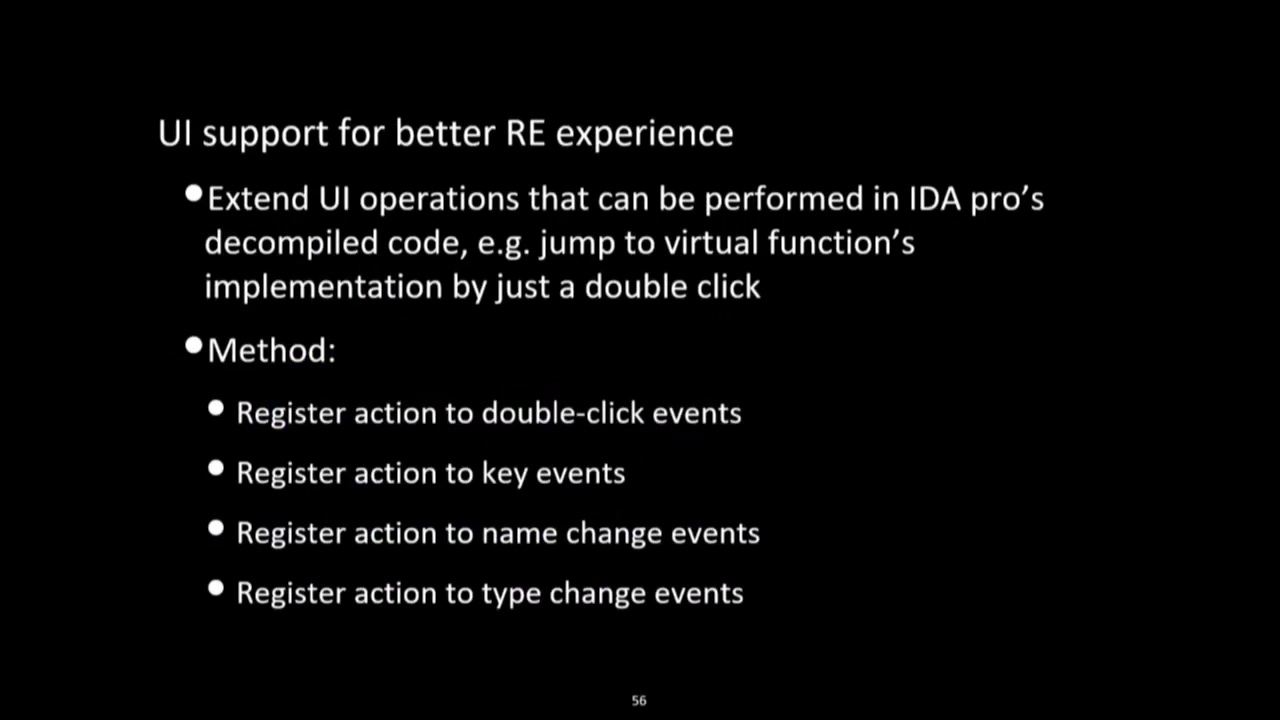 UI support for better RE experience
•Extend UI operations that can be performed in IDA pro’s
decompiled code, e.g. jump to virtual function’s
implementation by just a double click
•Method:
• Register action to double-click events
• Register action to key events
• Register action to name change events
• Register action to type change events
56